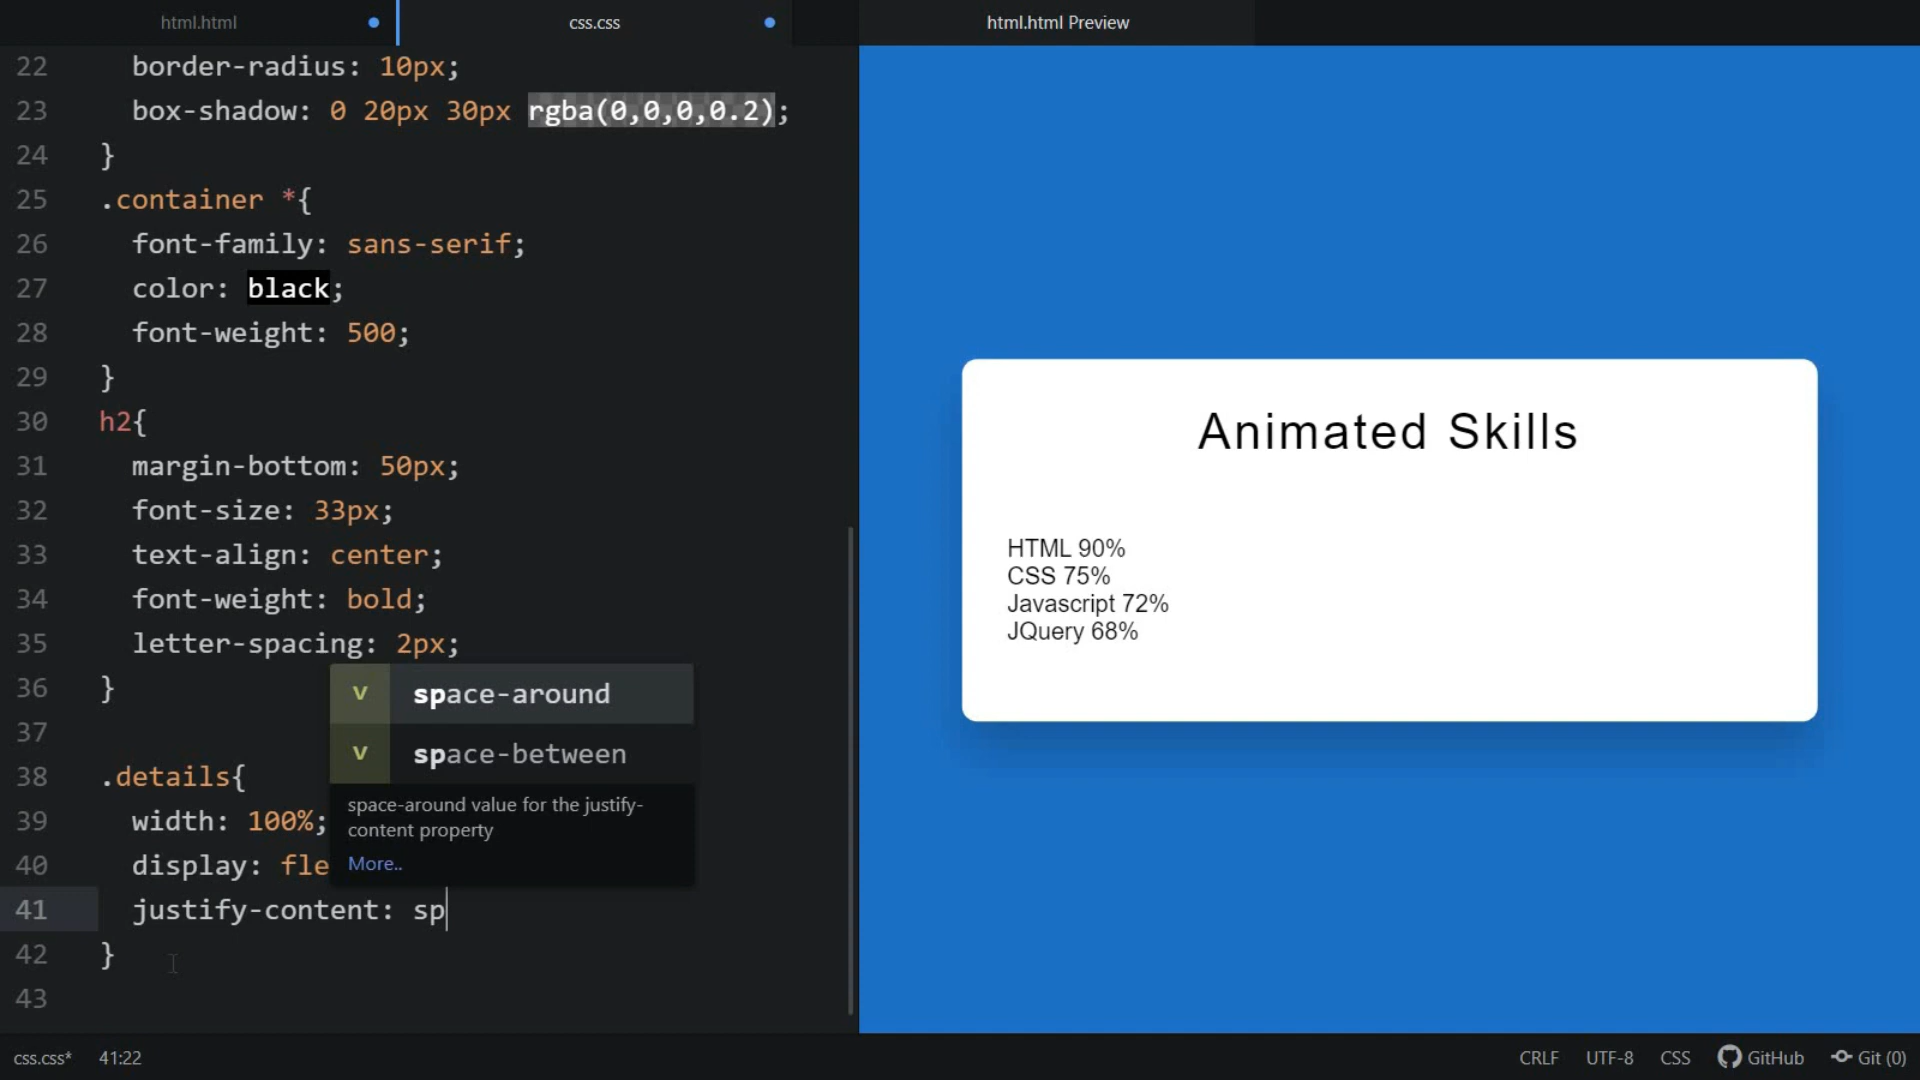 html.html
css.css
html.html Preview
22 border-radius: 10px;
23 box-shadow: 0 20px 30px rgba(0,0,0,0.2);
24 }
25 .container *{
26 font-family: sans-serif;
27 color: black;
28 font-weight: 500;
29 }
30 h2{
31 margin-bottom: 50px;
32 font-size: 33px;
33 text-align: center;
34 font-weight: bold;
35 letter-spacing: 2px;
36 }
37
38 .details{
39 width: 100%;
40 display: fle
41 justify-content: sp
42 }
43
v space-around
v space-between
space-around value for the justify-
content property
More..
Animated Skills
HTML 90%
CSS 75%
Javascript 72%
JQuery 68%
css.css* 41:22
CRLF UTF-8 CSS GitHub Git (0)